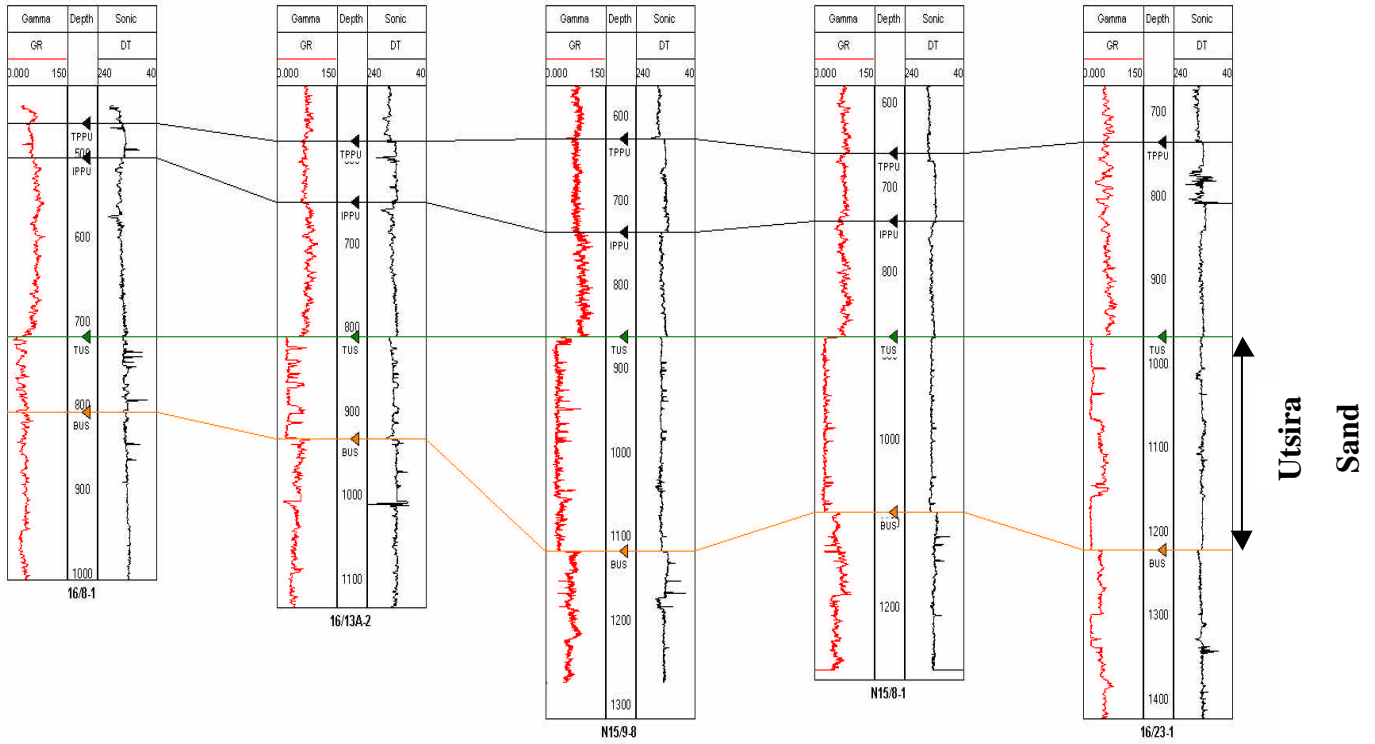 Gamma Depth Sonic
GR DT
0.000 150 240 40
TPPU
500
IPPU
600
700
TUS
800
BUS
900
1000
16/8-1
Gamma Depth Sonic
GR DT
0.000 150 240 40
TPPU
IPPU
700
800
TUS
900
BUS
1000
1100
16/13A-2
Gamma Depth Sonic
GR DT
0.000 150 240 40
600
TPPU
700
IPPU
800
TUS
900
1000
1100
BUS
1200
1300
N15/9-8
Gamma Depth Sonic
GR DT
0.000 150 240 40
600
TPPU
700
IPPU
800
TUS
1000
BUS
1200
N15/8-1
Gamma Depth Sonic
GR DT
0.000 150 240 40
700
TPPU
800
900
TUS
1000
1100
1200
BUS
1300
1400
16/23-1
Utsira
Sand